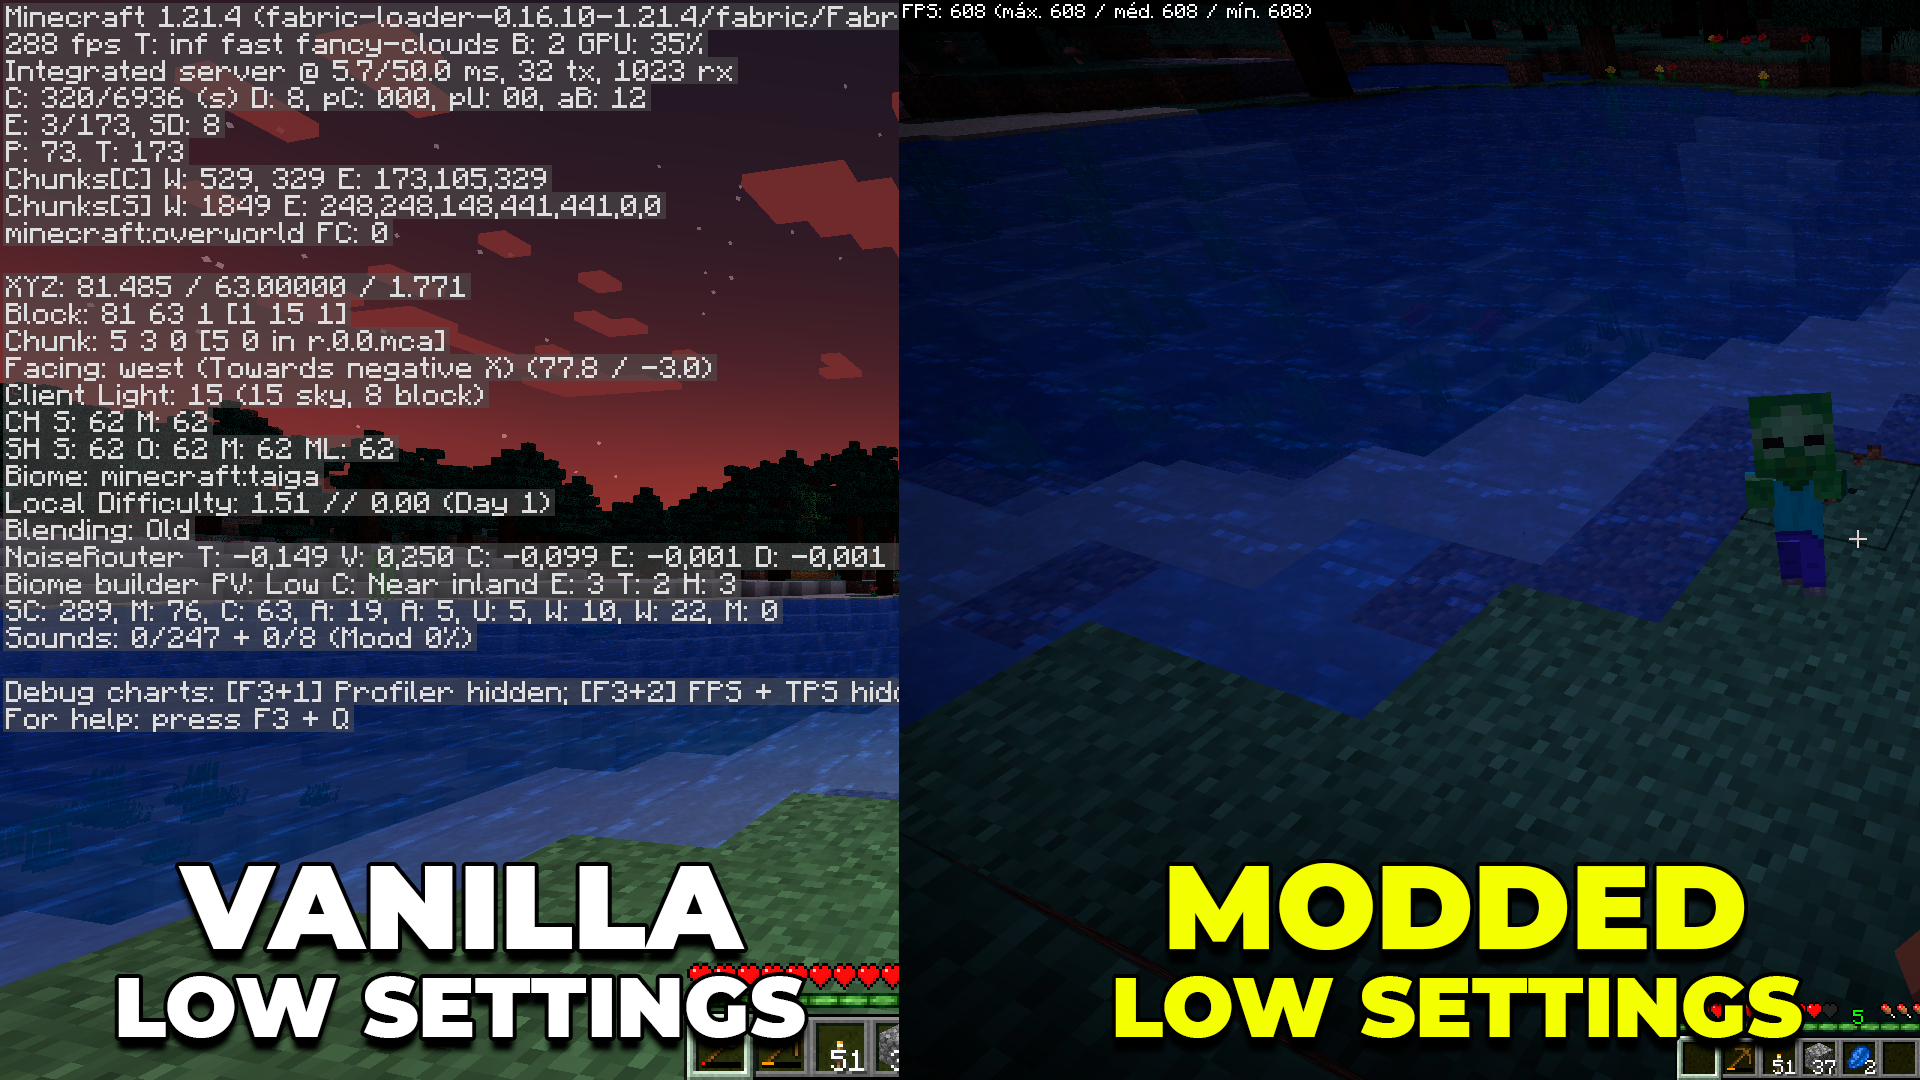 Minecraft 1.21.4 (fabric-loader-0.16.10-1.21.4/fabric/Fabr
288 fps T: inf fast fancy-clouds B: 2 GPU: 35%
Integrated server @ 5.7/50.0 ms, 32 tx, 1023 rx
C: 320/6936 (s) D: 8, pC: 000, pU: 00, aB: 12
E: 3/173, SD: 8
P: 73. T: 173
Chunks[C] W: 529, 329 E: 173,105,329
Chunks[S] W: 1849 E: 248,248,148,441,441,0,0
minecraft:overworld FC: 0
XYZ: 81.485 / 63.00000 / 1.771
Block: 81 63 1 [1 15 1]
Chunk: 5 3 0 [5 0 in r.0.0.mca]
Facing: west (Towards negative X) (77.8 / -3.0)
Client Light: 15 (15 sky, 8 block)
CH S: 62 M: 62
SH S: 62 O: 62 M: 62 ML: 62
Biome: minecraft:taiga
Local Difficulty: 1.51 // 0.00 (Day 1)
Blending: Old
NoiseRouter T: -0,149 V: 0,250 C: -0,099 E: -0,001 D: -0,001
Biome builder PV: Low C: Near inland E: 3 T: 2 H: 3
SC: 289, M: 76, C: 63, A: 19, A: 5, U: 5, W: 10, W: 22, M: 0
Sounds: 0/247 + 0/8 (Mood 0%)
Debug charts: [F3+1] Profiler hidden; [F3+2] FPS + TPS hidd
For help: press F3 + Q
VANILLA
LOW SETTINGS
51
FPS: 608 (máx. 608 / méd. 608 / mín. 608)
MODDED
LOW SETTINGS
5
51 37 2